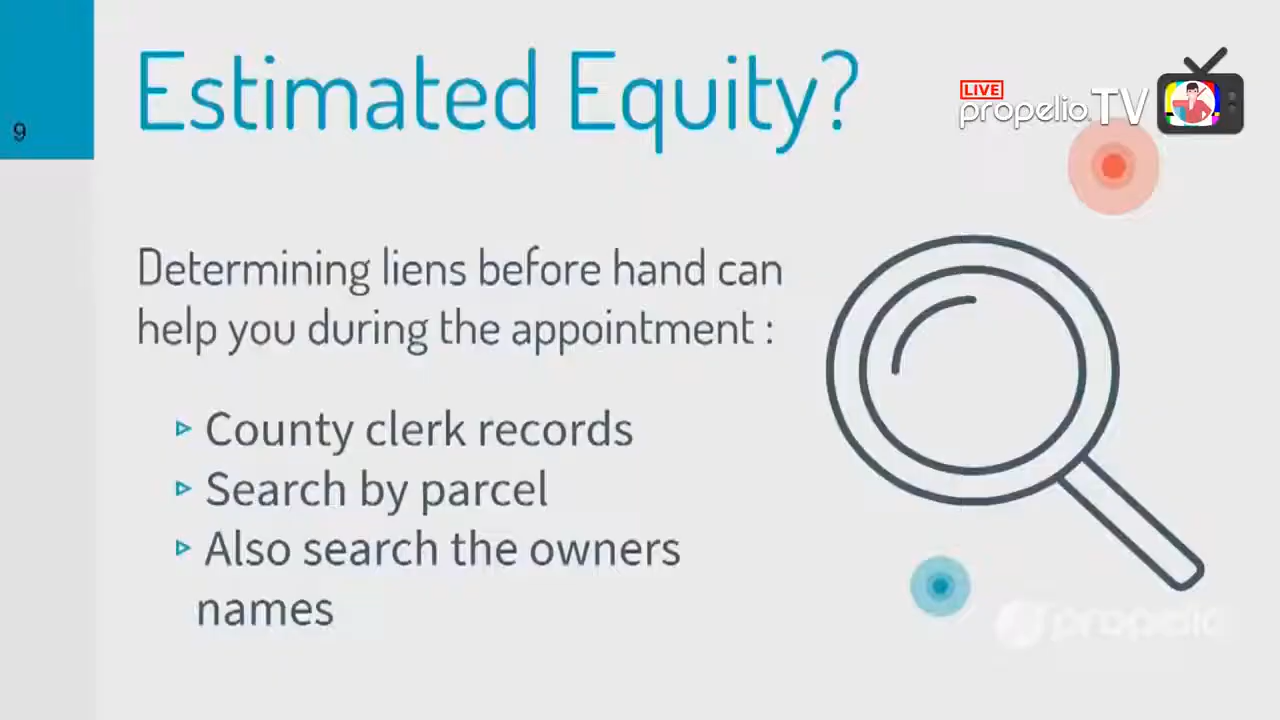 Estimated Equity?
9
LIVE
propelio TV
Determining liens before hand can
help you during the appointment :
▹ County clerk records
▹ Search by parcel
▹ Also search the owners
names
propelio